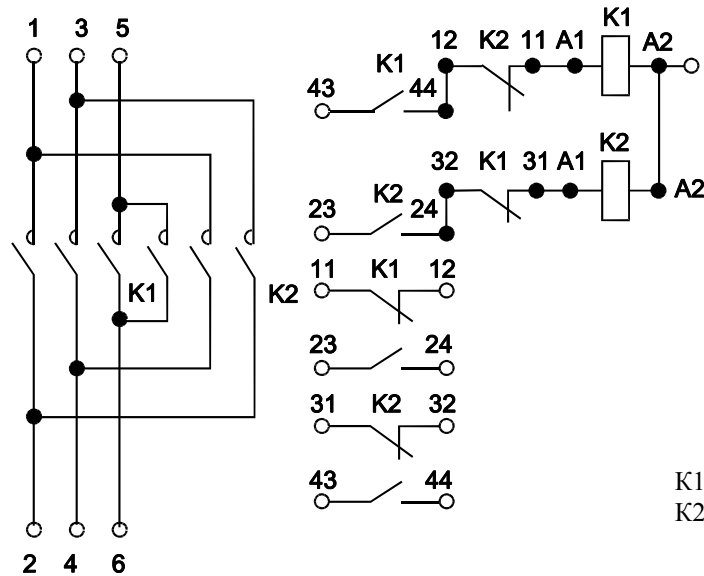 1 3 5
K1
12 K2 11 A1 A2
43 K1 44
K2
32 K1 31 A1 A2
23 K2 24
K1 K2
11 K1 12
23 24
31 K2 32
43 44
K1
K2
2 4 6